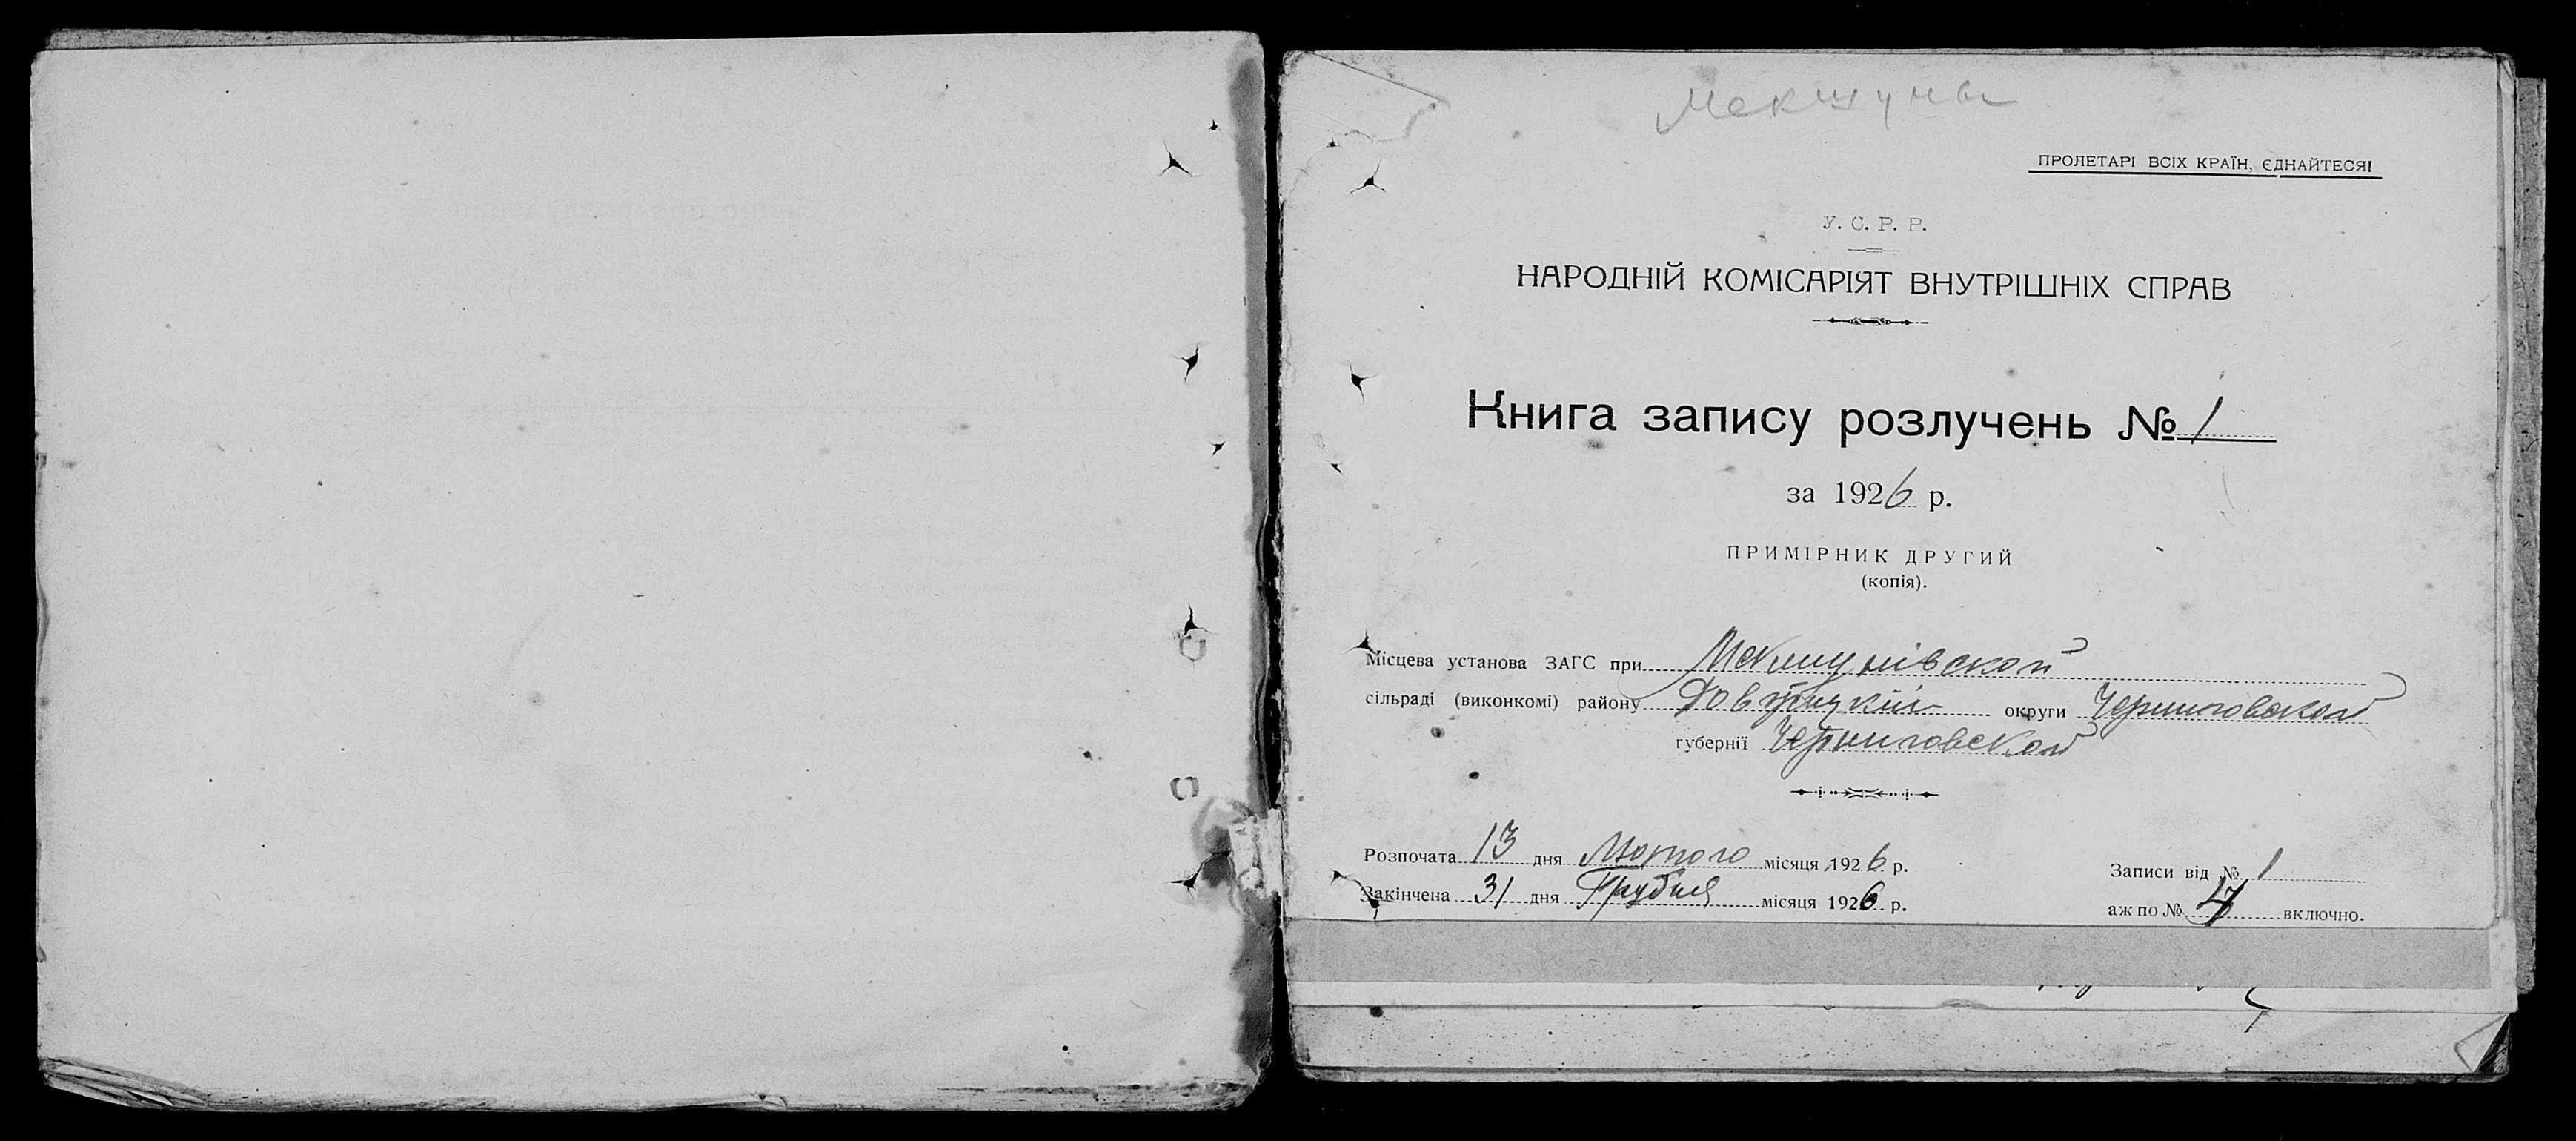 Мекшуны
ПРОЛЕТАРІ ВСІХ КРАЇН, ЄДНАЙТЕСЯ!
У. С. Р. Р.
НАРОДНІЙ КОМІСАРІЯТ ВНУТРІШНІХ СПРАВ
Книга запису розлучень № 1
за 1926 р.
ПРИМІРНИК ДРУГИЙ
(копія).
Місцева установа ЗАГС при Мекшунівской
сільраді (виконкомі) району округи Черниговской
губернії Черниговской
Розпочата 13 дня Лютого місяця 1926 р.
Закінчена 31 дня Грудня місяця 1926 р.
Записи від № 1
аж по № 4 включно.